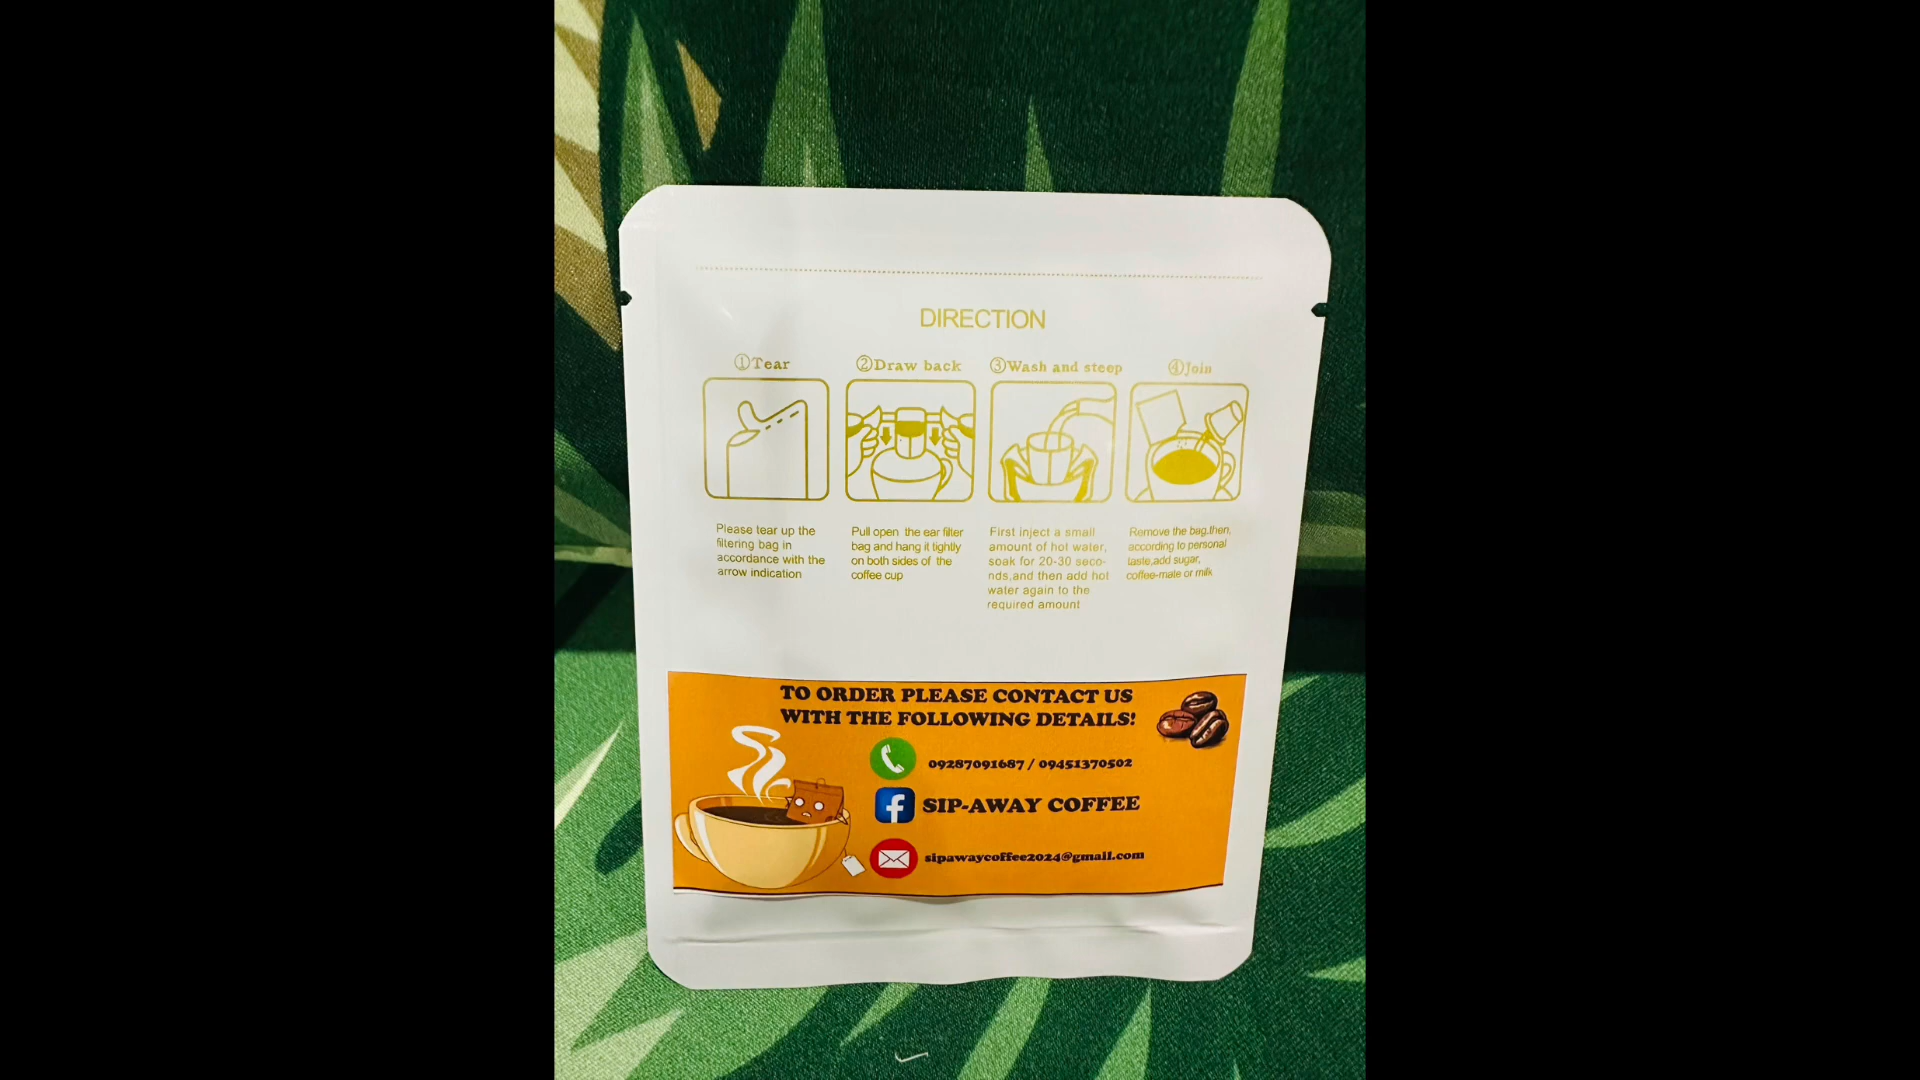 DIRECTION
①Tear
②Draw back
③Wash and steep
④Join
Please tear up the
filtering bag in
accordance with the
arrow indication
Pull open the ear filter
bag and hang it tightly
on both sides of the
coffee cup
First inject a small
amount of hot water,
soak for 20-30 seco-
nds,and then add hot
water again to the
required amount
Remove the bag,then,
according to personal
taste,add sugar,
coffee-mate or milk
TO ORDER PLEASE CONTACT US
WITH THE FOLLOWING DETAILS!
09287091687 / 09451370502
SIP-AWAY COFFEE
sipawaycoffee2024@gmail.com